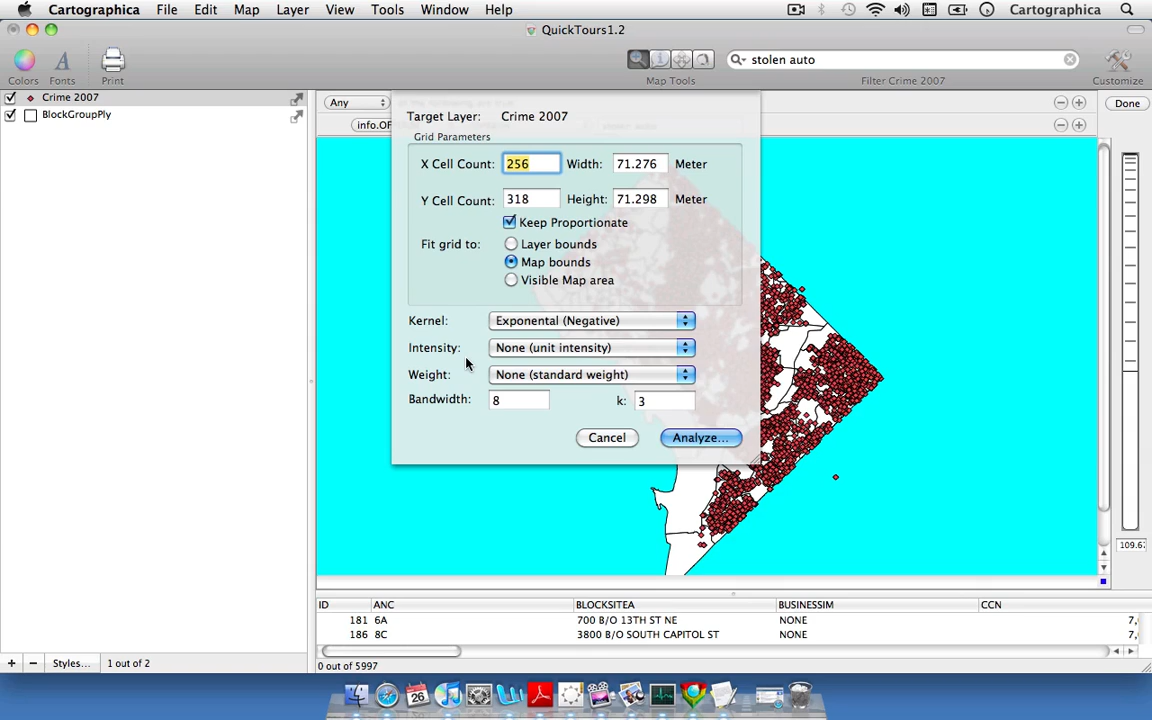 Cartographica File Edit Map Layer View Tools Window Help Cartographica
QuickTours1.2
stolen auto
Colors Fonts Print Map Tools Filter Crime 2007 Customize
Crime 2007
BlockGroupPly
Any
Done
info.OF
Target Layer: Crime 2007
Grid Parameters
X Cell Count: 256 Width: 71.276 Meter
Y Cell Count: 318 Height: 71.298 Meter
Keep Proportionate
Fit grid to: Layer bounds
Map bounds
Visible Map area
Kernel: Exponential (Negative)
Intensity: None (unit intensity)
Weight: None (standard weight)
Bandwidth: 8 k: 3
Cancel Analyze...
109.6
ID ANC BLOCKSITEA BUSINESSIM CCN
181 6A 700 B/O 13TH ST NE NONE 7,
186 8C 3800 B/O SOUTH CAPITOL ST NONE 7,
+ − Styles... 1 out of 2
0 out of 5997
26